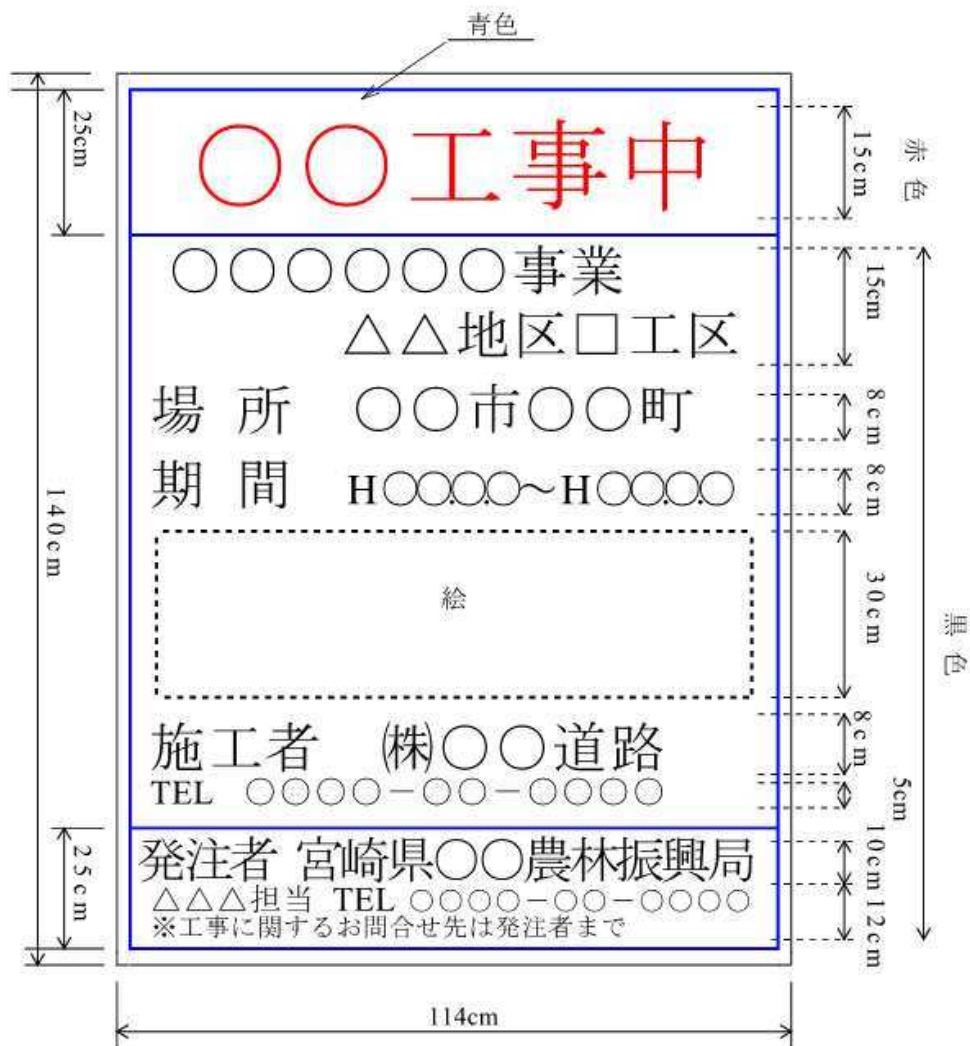 青色
25cm
〇〇工事中
15cm
赤色
〇〇〇〇〇〇事業
△△地区□工区
15cm
場所 〇〇市〇〇町
8cm
期間 H〇〇.〇.〇～H〇〇.〇.〇
8cm
140cm
絵
30cm
黒色
施工者 ㈱〇〇道路
8cm
TEL 〇〇〇〇－〇〇－〇〇〇〇
5cm
25cm
発注者 宮崎県〇〇農林振興局
10cm
△△△担当 TEL 〇〇〇〇－〇〇－〇〇〇〇
※工事に関するお問合せ先は発注者まで
12cm
114cm